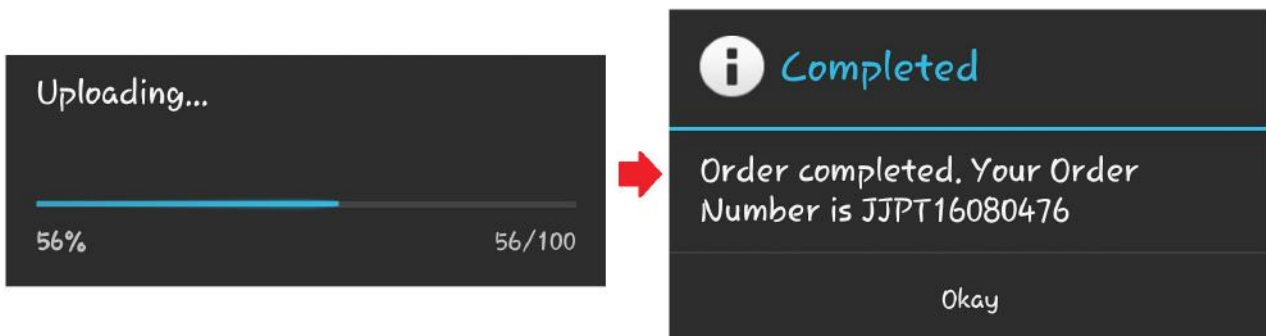 Uploading...
56%
56/100
Completed
Order completed. Your Order
Number is JJPT16080476
Okay